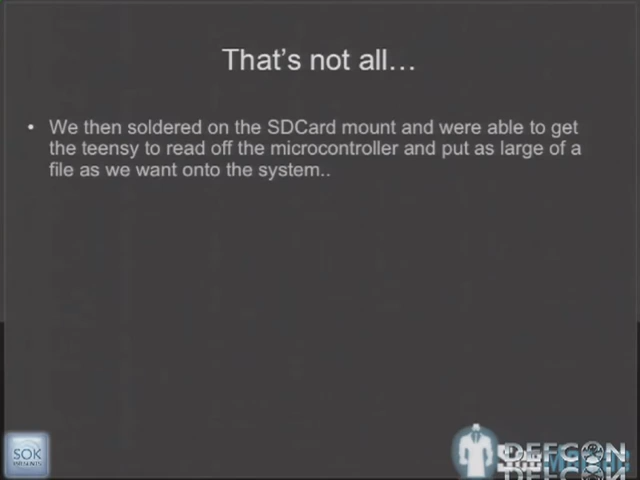 That's not all…
• We then soldered on the SDCard mount and were able to get
the teensy to read off the microcontroller and put as large of a
file as we want onto the system..
SOK
PRESENTS
DEFCON